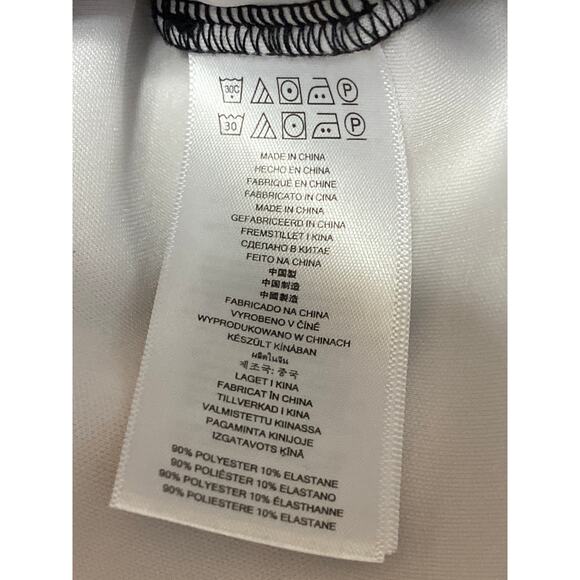 30C P
30 P
MADE IN CHINA
HECHO EN CHINA
FABRIQUÉ EN CHINE
FABBRICATO IN CINA
MADE IN CHINA
GEFABRICEERD IN CHINA
FREMSTILLET I KINA
СДЕЛАНО В КИТАЕ
FEITO NA CHINA
中国製
中国制造
中國製造
FABRICADO NA CHINA
VYROBENO V ČÍNĚ
WYPRODUKOWANO W CHINACH
KÉSZÜLT KÍNÁBAN
ผลิตในจีน
제조국: 중국
LAGET I KINA
FABRICAT ÎN CHINA
TILLVERKAD I KINA
VALMISTETTU KIINASSA
PAGAMINTA KINIJOJE
IZGATAVOTS ĶĪNĀ
90% POLYESTER 10% ELASTANE
90% POLIÉSTER 10% ELASTANO
90% POLYESTER 10% ÉLASTHANNE
90% POLIESTERE 10% ELASTANE